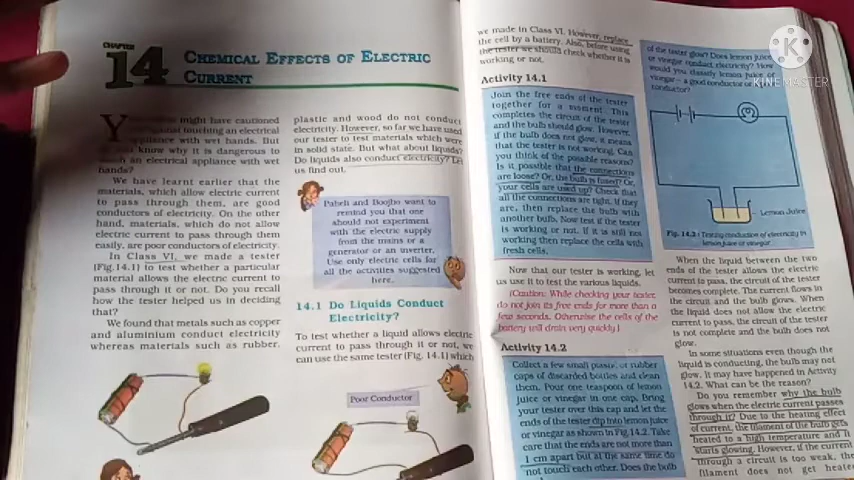 CHAPTER
14
CHEMICAL EFFECTS OF ELECTRIC
CURRENT
might have cautioned
touching an electrical
appliance with wet hands. But
you know why it is dangerous to
touch an electrical appliance with wet
hands?
We have learnt earlier that the
materials, which allow electric current
to pass through them, are good
conductors of electricity. On the other
hand, materials, which do not allow
electric current to pass through them
easily, are poor conductors of electricity.
In Class VI, we made a tester
(Fig.14.1) to test whether a particular
material allows the electric current to
pass through it or not. Do you recall
how the tester helped us in deciding
that?
We found that metals such as copper
and aluminium conduct electricity
whereas materials such as rubber,
plastic and wood do not conduct
electricity. However, so far we have used
our tester to test materials which were
in solid state. But what about liquids?
Do liquids also conduct electricity? Let
us find out.
Paheli and Boojho want to
remind you that one
should not experiment
with the electric supply
from the mains or a
generator or an inverter.
Use only electric cells for
all the activities suggested
here.
14.1 Do Liquids Conduct
Electricity?
To test whether a liquid allows electric
current to pass through it or not, we
can use the same tester (Fig. 14.1) which
Poor Conductor
we made in Class VI. However, replace
the cell by a battery. Also, before using
the tester we should check whether it is
working or not.
Activity 14.1
Join the free ends of the tester
together for a moment. This
completes the circuit of the tester
and the bulb should glow. However,
if the bulb does not glow, it means
that the tester is not working. Can
you think of the possible reasons?
Is it possible that the connections
are loose? Or, the bulb is fused? Or,
your cells are used up? Check that
all the connections are tight. If they
are, then replace the bulb with
another bulb. Now test if the tester
is working or not. If it is still not
working then replace the cells with
fresh cells.
Now that our tester is working, let
us use it to test the various liquids.
(Caution: While checking your tester,
do not join its free ends for more than a
few seconds. Otherwise the cells of the
battery will drain very quickly.)
Activity 14.2
Collect a few small plastic or rubber
caps of discarded bottles and clean
them. Pour one teaspoon of lemon
juice or vinegar in one cap. Bring
your tester over this cap and let the
ends of the tester dip into lemon juice
or vinegar as shown in Fig.14.2. Take
care that the ends are not more than
1 cm apart but at the same time do
not touch each other. Does the bulb
of the tester glow? Does lemon juice
or vinegar conduct electricity? How
would you classify lemon juice or
vinegar – a good conductor or
conductor?
KINEMASTER
Lemon Juice
Fig. 14.2 : Testing conduction of electricity in
lemon juice or vinegar
When the liquid between the two
ends of the tester allows the electric
current to pass, the circuit of the tester
becomes complete. The current flows in
the circuit and the bulb glows. When
the liquid does not allow the electric
current to pass, the circuit of the tester
is not complete and the bulb does not
glow.
In some situations even though the
liquid is conducting, the bulb may not
glow. It may have happened in Activity
14.2. What can be the reason?
Do you remember why the bulb
glows when the electric current passes
through it? Due to the heating effect
of current, the filament of the bulb gets
heated to a high temperature and it
starts glowing. However, if the current
through a circuit is too weak, the
filament does not get heated